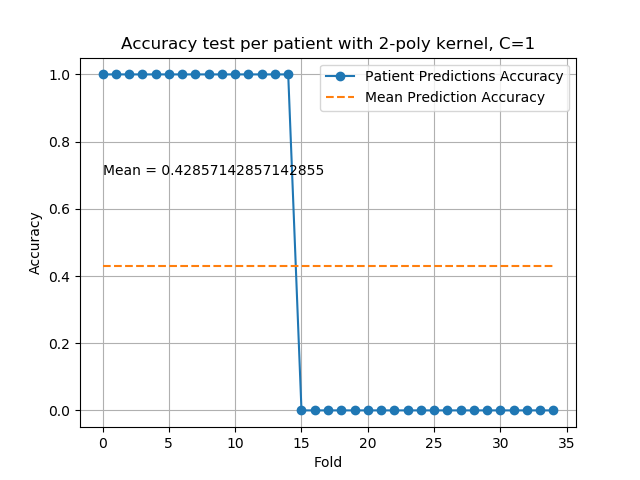 Accuracy test per patient with 2-poly kernel, C=1
Patient Predictions Accuracy
Mean Prediction Accuracy
Mean = 0.42857142857142855
1.0
0.8
0.6
0.4
0.2
0.0
Accuracy
0 5 10 15 20 25 30 35
Fold